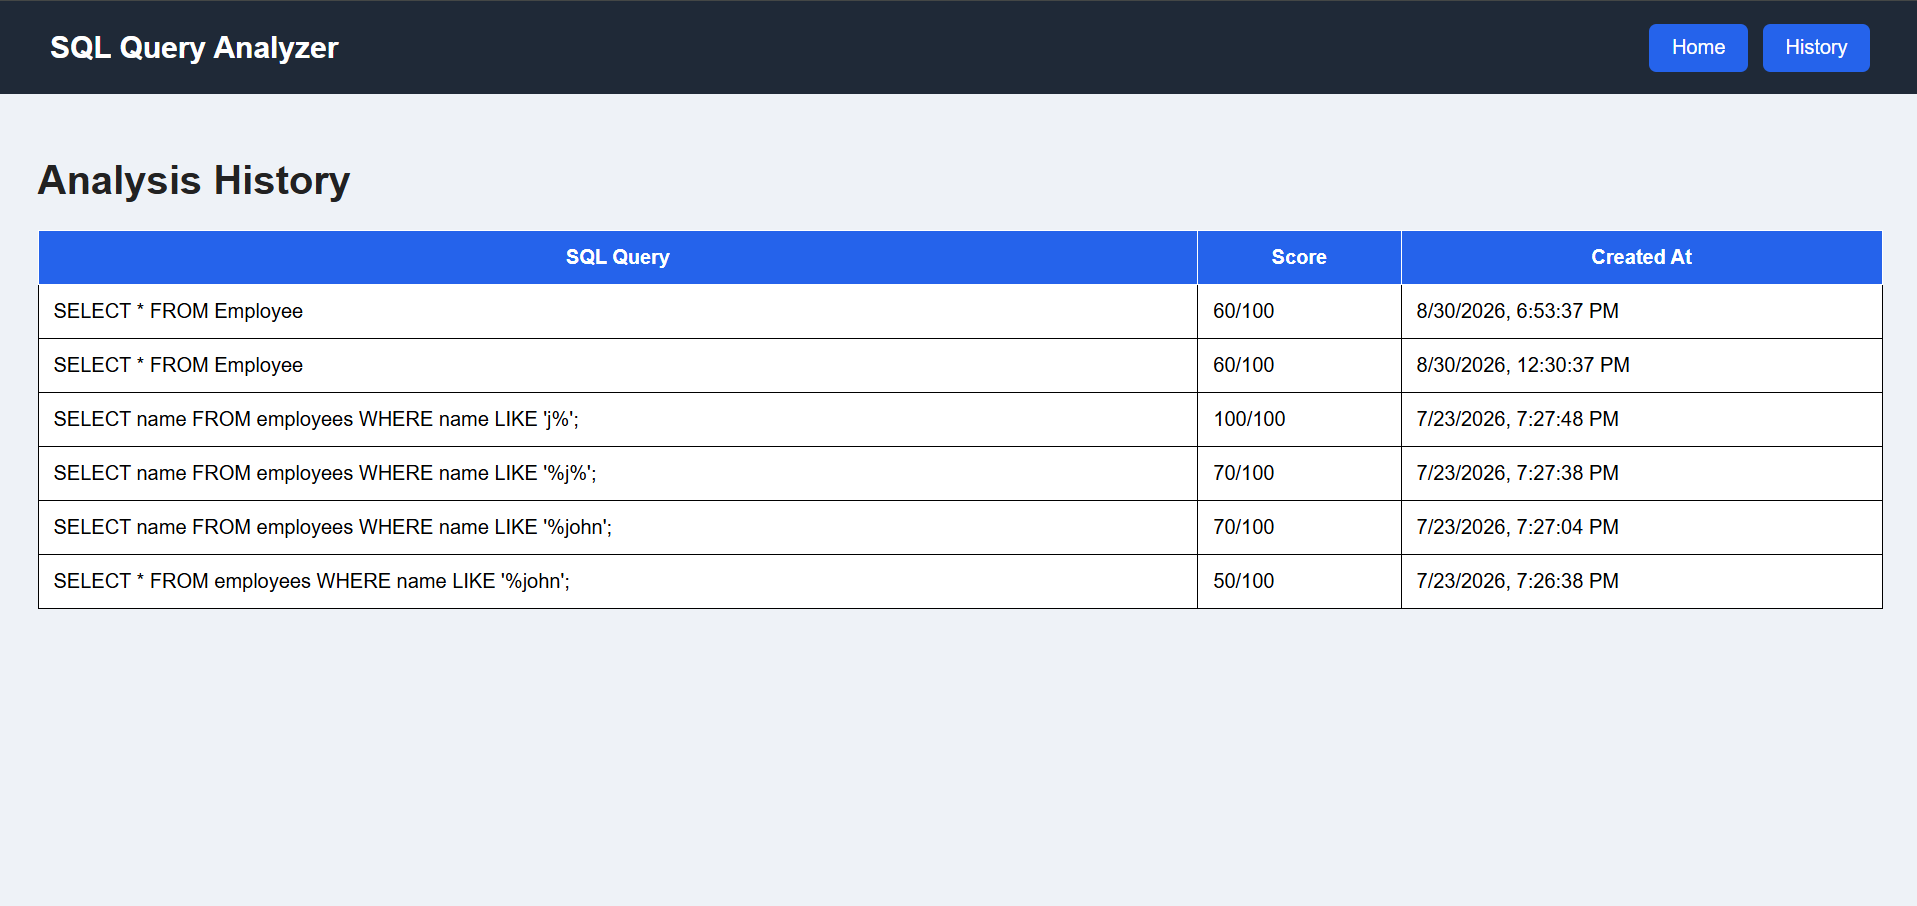 SQL Query Analyzer
Home
History
Analysis History
SQL Query Score Created At
SELECT * FROM Employee 60/100 8/30/2026, 6:53:37 PM
SELECT * FROM Employee 60/100 8/30/2026, 12:30:37 PM
SELECT name FROM employees WHERE name LIKE 'j%'; 100/100 7/23/2026, 7:27:48 PM
SELECT name FROM employees WHERE name LIKE '%j%'; 70/100 7/23/2026, 7:27:38 PM
SELECT name FROM employees WHERE name LIKE '%john'; 70/100 7/23/2026, 7:27:04 PM
SELECT * FROM employees WHERE name LIKE '%john'; 50/100 7/23/2026, 7:26:38 PM